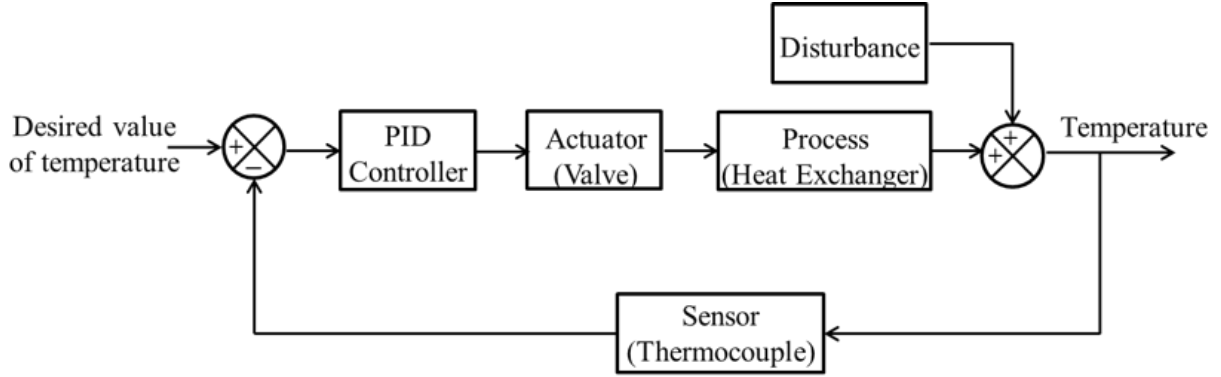 Disturbance
Desired value
of temperature
+
−
PID
Controller
Actuator
(Valve)
Process
(Heat Exchanger)
+
+
Temperature
Sensor
(Thermocouple)